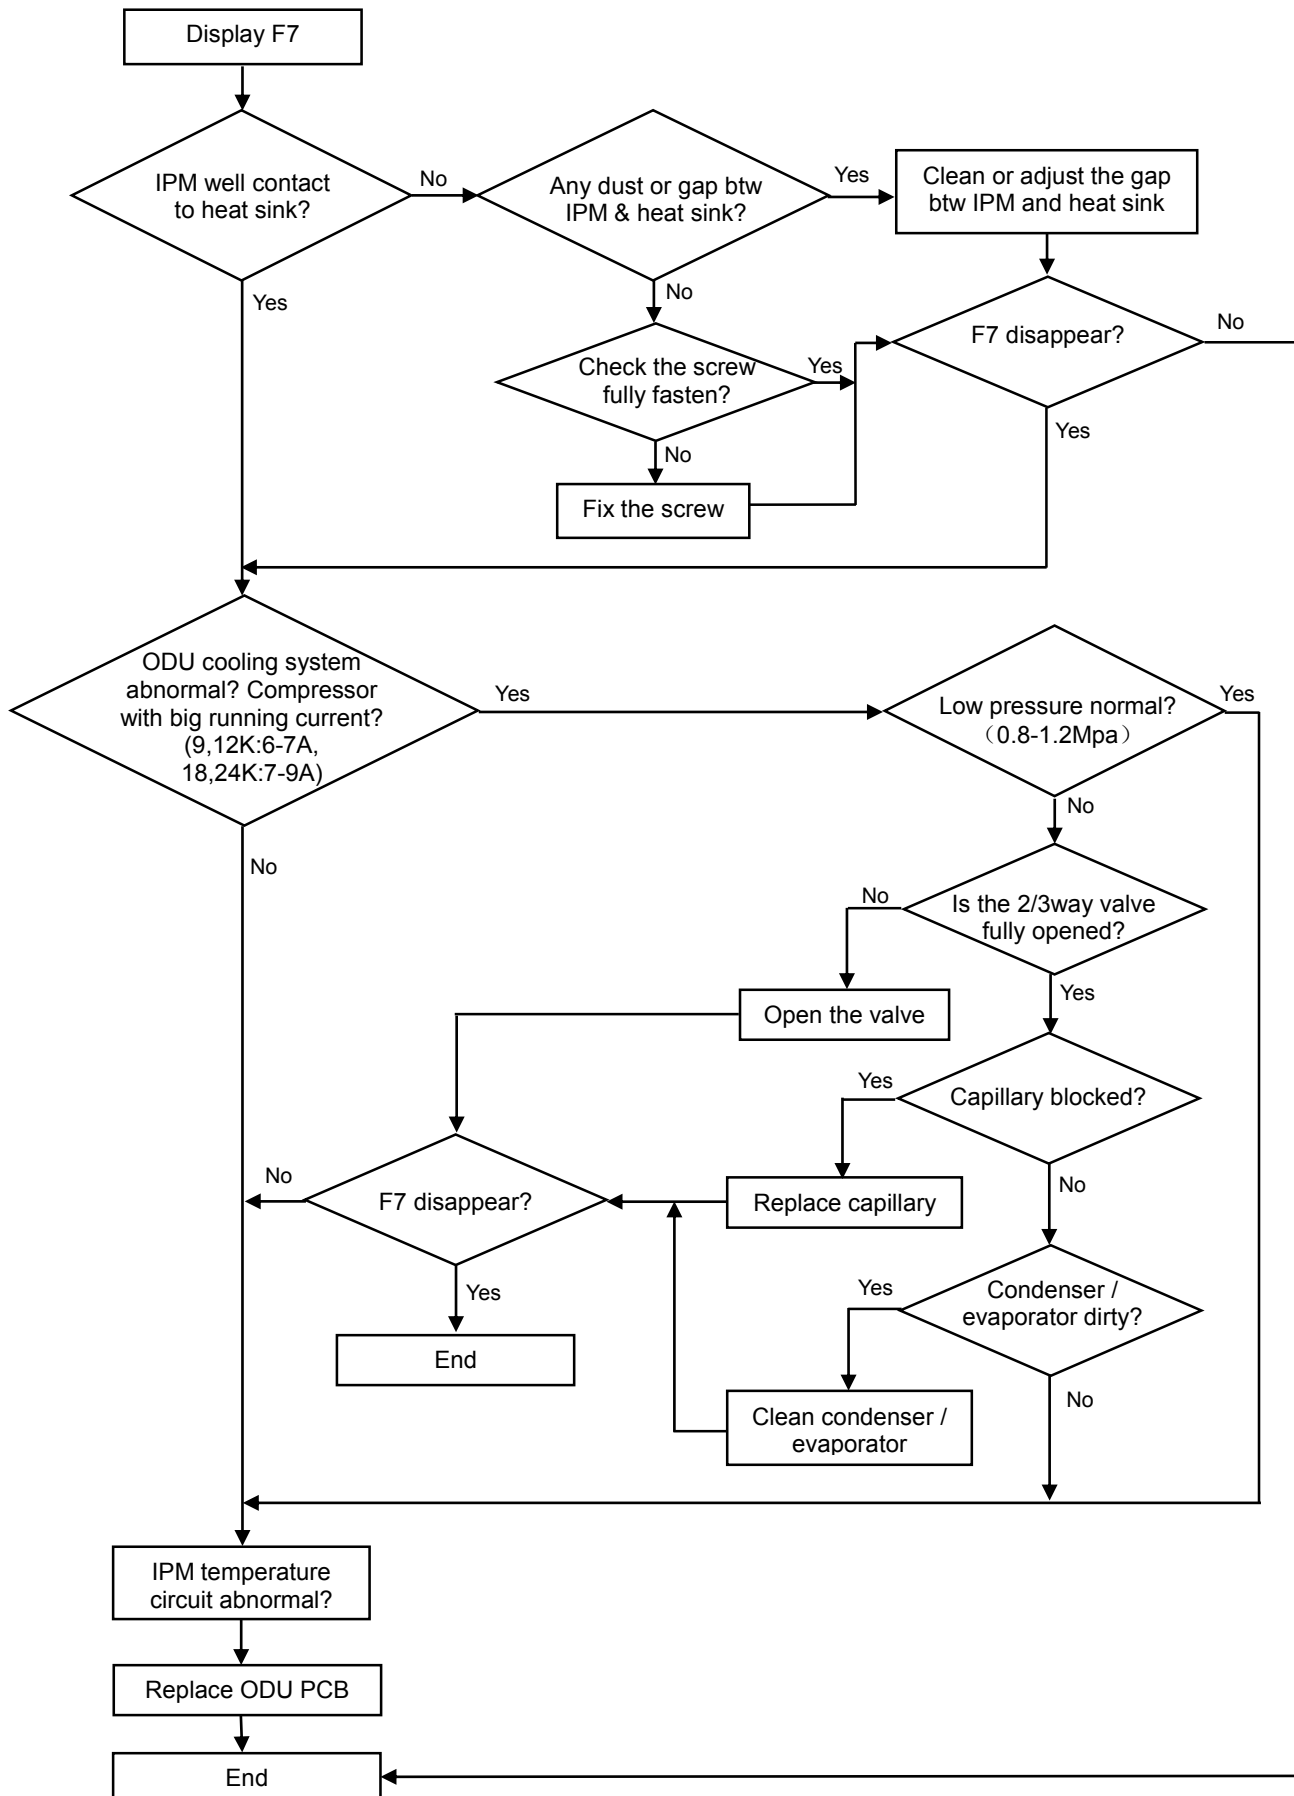 Display F7
IPM well contact
to heat sink?
No
Any dust or gap btw
IPM & heat sink?
Yes
Clean or adjust the gap
btw IPM and heat sink
Yes
No
F7 disappear?
No
Check the screw
fully fasten?
Yes
Yes
No
Fix the screw
ODU cooling system
abnormal? Compressor
with big running current?
(9,12K:6-7A,
18,24K:7-9A)
Yes
Low pressure normal?
（0.8-1.2Mpa）
Yes
No
No
No
Is the 2/3way valve
fully opened?
Yes
Open the valve
Yes
Capillary blocked?
No
F7 disappear?
Replace capillary
No
Yes
Yes
Condenser /
evaporator dirty?
End
No
Clean condenser /
evaporator
IPM temperature
circuit abnormal?
Replace ODU PCB
End